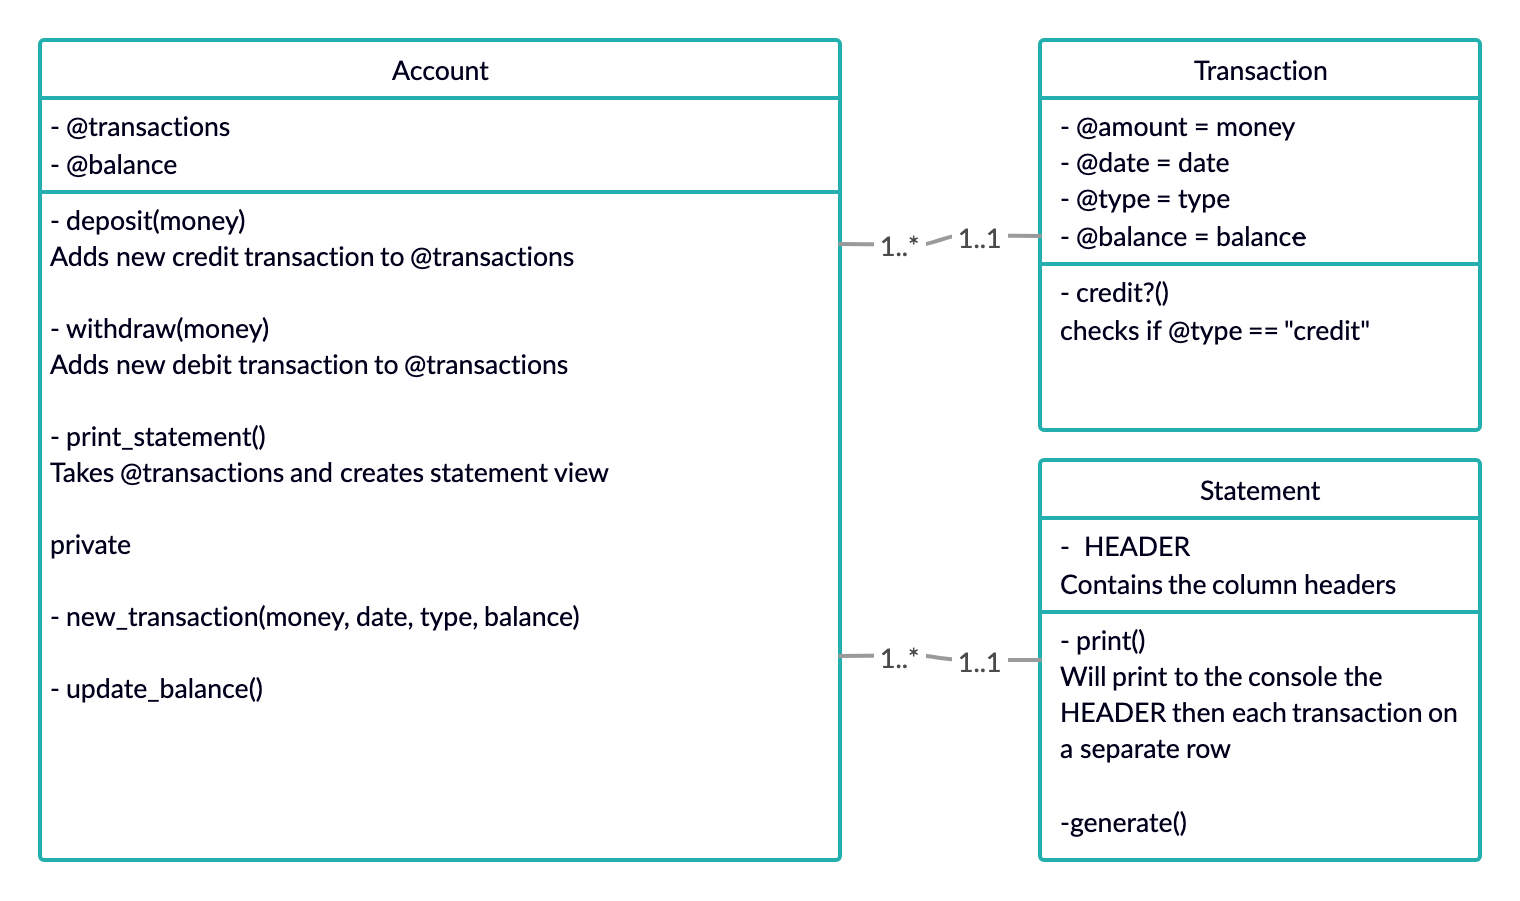 Account
- @transactions
- @balance
- deposit(money)
Adds new credit transaction to @transactions
- withdraw(money)
Adds new debit transaction to @transactions
- print_statement()
Takes @transactions and creates statement view
private
- new_transaction(money, date, type, balance)
- update_balance()
1..* 1..1
1..* 1..1
Transaction
- @amount = money
- @date = date
- @type = type
- @balance = balance
- credit?()
checks if @type == "credit"
Statement
- HEADER
Contains the column headers
- print()
Will print to the console the
HEADER then each transaction on
a separate row
-generate()